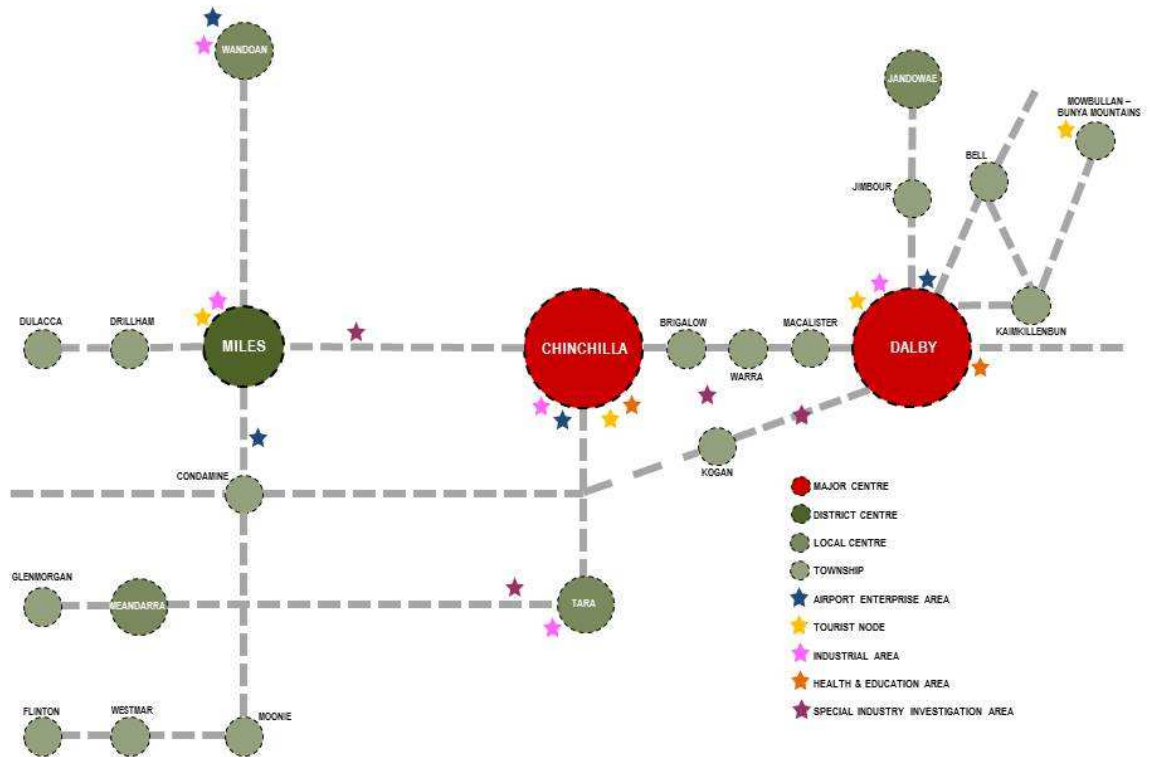 WANDOAN
JANDOWAE
MOWBULLAN –
BUNYA MOUNTAINS
BELL
JIMBOUR
DULACCA
DRILLHAM
MILES
CHINCHILLA
BRIGALOW
WARRA
MACALISTER
DALBY
KAIMKILLENBUN
CONDAMINE
KOGAN
GLENMORGAN
MEANDARRA
TARA
FLINTON
WESTMAR
MOONIE
MAJOR CENTRE
DISTRICT CENTRE
LOCAL CENTRE
TOWNSHIP
AIRPORT ENTERPRISE AREA
TOURIST NODE
INDUSTRIAL AREA
HEALTH & EDUCATION AREA
SPECIAL INDUSTRY INVESTIGATION AREA